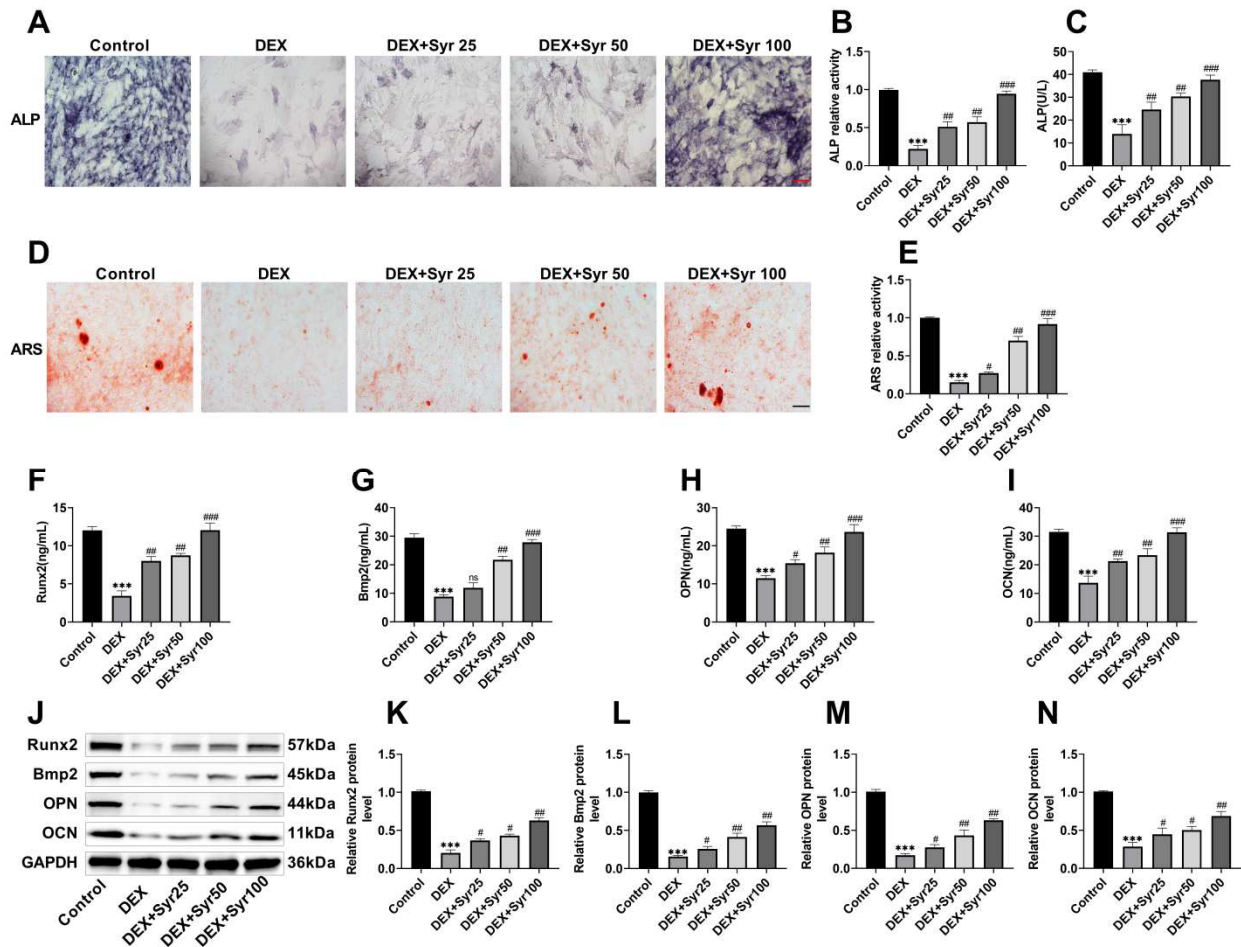 A
Control
DEX
DEX+Syr 25
DEX+Syr 50
DEX+Syr 100
ALP
B
ALP relative activity
1.5
1.0
0.5
0.0
***
##
##
###
Control
DEX
DEX+Syr25
DEX+Syr50
DEX+Syr100
C
ALP(U/L)
50
40
30
20
10
0
***
##
##
###
Control
DEX
DEX+Syr25
DEX+Syr50
DEX+Syr100
D
Control
DEX
DEX+Syr 25
DEX+Syr 50
DEX+Syr 100
ARS
E
ARS relative activity
1.5
1.0
0.5
0.0
***
#
##
###
Control
DEX
DEX+Syr25
DEX+Syr50
DEX+Syr100
F
Runx2(ng/mL)
15
10
5
0
***
##
##
###
Control
DEX
DEX+Syr25
DEX+Syr50
DEX+Syr100
G
Bmp2(ng/mL)
40
30
20
10
0
***
ns
##
###
Control
DEX
DEX+Syr25
DEX+Syr50
DEX+Syr100
H
OPN(ng/mL)
30
20
10
0
***
#
##
###
Control
DEX
DEX+Syr25
DEX+Syr50
DEX+Syr100
I
OCN(ng/mL)
40
30
20
10
0
***
##
##
###
Control
DEX
DEX+Syr25
DEX+Syr50
DEX+Syr100
J
Runx2 57kDa
Bmp2 45kDa
OPN 44kDa
OCN 11kDa
GAPDH 36kDa
Control
DEX
DEX+Syr25
DEX+Syr50
DEX+Syr100
K
Relative Runx2 protein
level
1.5
1.0
0.5
0.0
***
#
#
##
Control
DEX
DEX+Syr25
DEX+Syr50
DEX+Syr100
L
Relative Bmp2 protein
level
1.5
1.0
0.5
0.0
***
#
##
##
Control
DEX
DEX+Syr25
DEX+Syr50
DEX+Syr100
M
Relative OPN protein
level
1.5
1.0
0.5
0.0
***
#
##
##
Control
DEX
DEX+Syr25
DEX+Syr50
DEX+Syr100
N
Relative OCN protein
level
1.5
1.0
0.5
0.0
***
#
#
##
Control
DEX
DEX+Syr25
DEX+Syr50
DEX+Syr100